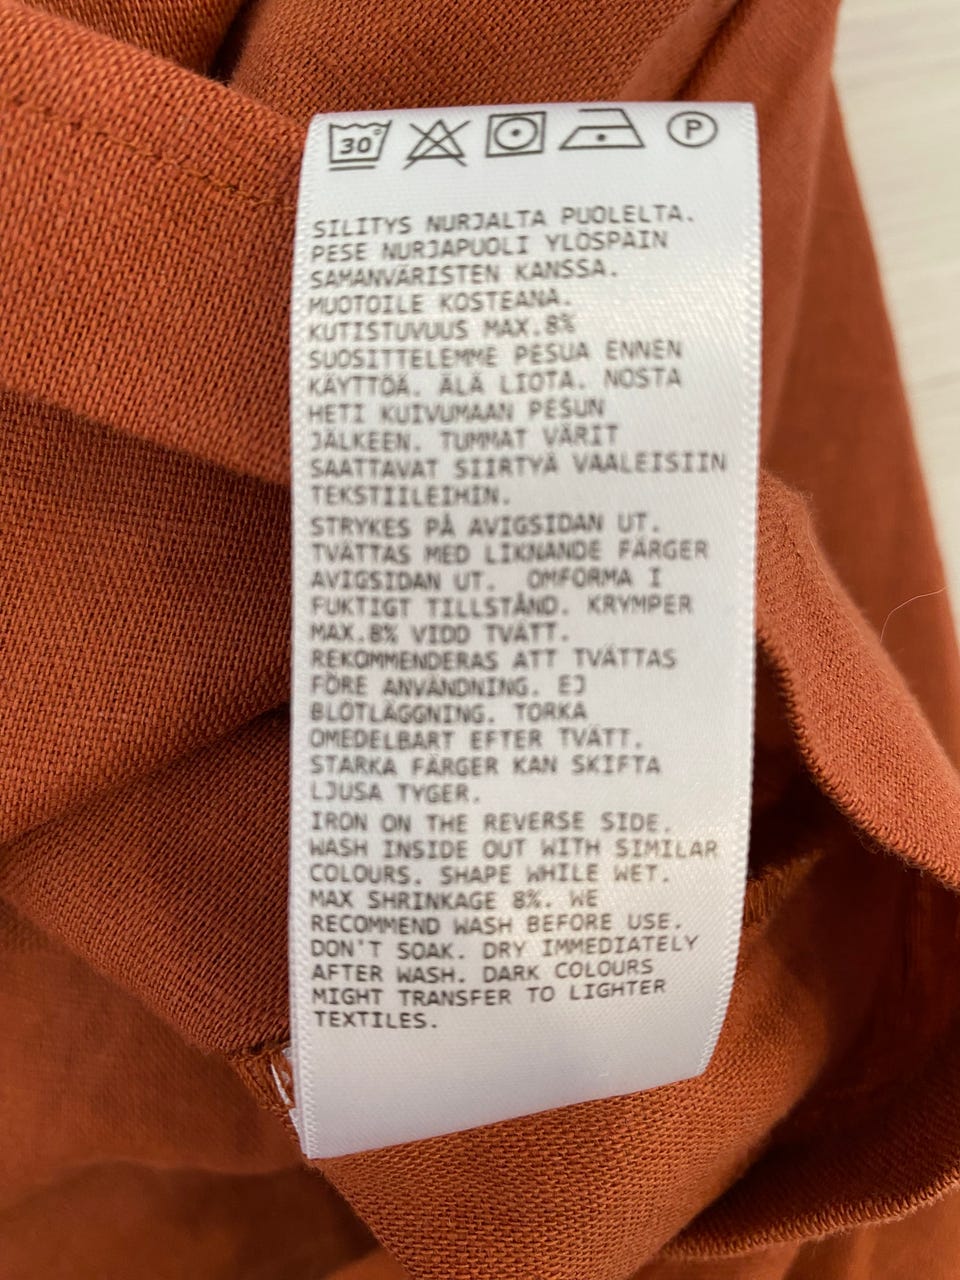 30°
P
SILITYS NURJALTA PUOLELTA.
PESE NURJAPUOLI YLÖSPÄIN
SAMANVÄRISTEN KANSSA.
MUOTOILE KOSTEANA.
KUTISTUVUUS MAX.8%
SUOSITTELEMME PESUA ENNEN
KÄYTTÖÄ. ÄLÄ LIOTA. NOSTA
HETI KUIVUMAAN PESUN
JÄLKEEN. TUMMAT VÄRIT
SAATTAVAT SIIRTYÄ VAALEISIIN
TEKSTIILEIHIN.
STRYKES PÅ AVIGSIDAN UT.
TVÄTTAS MED LIKNANDE FÄRGER
AVIGSIDAN UT. OMFORMA I
FUKTIGT TILLSTÅND. KRYMPER
MAX.8% VIDD TVÄTT.
REKOMMENDERAS ATT TVÄTTAS
FÖRE ANVÄNDNING. EJ
BLÖTLÄGGNING. TORKA
OMEDELBART EFTER TVÄTT.
STARKA FÄRGER KAN SKIFTA
LJUSA TYGER.
IRON ON THE REVERSE SIDE.
WASH INSIDE OUT WITH SIMILAR
COLOURS. SHAPE WHILE WET.
MAX SHRINKAGE 8%. WE
RECOMMEND WASH BEFORE USE.
DON'T SOAK. DRY IMMEDIATELY
AFTER WASH. DARK COLOURS
MIGHT TRANSFER TO LIGHTER
TEXTILES.